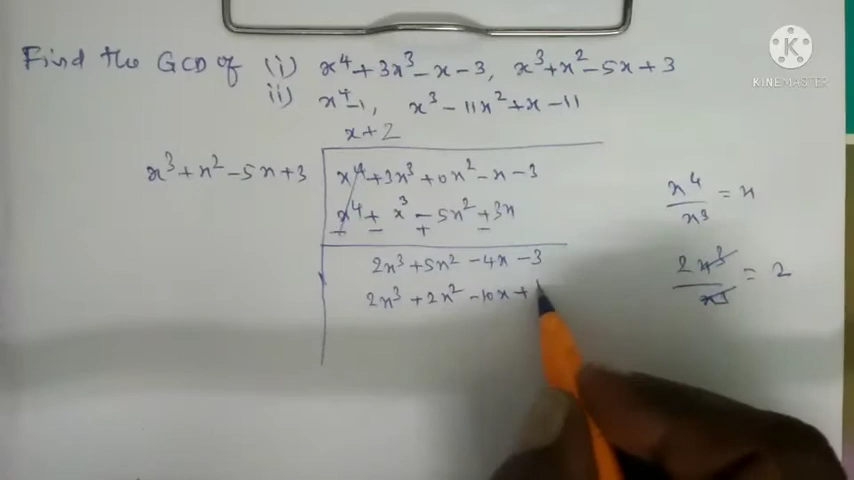 Find the GCD of (i) x⁴+3x³-x-3, x³+x²-5x+3
ii) x⁴-1, x³-11x²+x-11
x+2
x³+x²-5x+3 x⁴+3x³+0x²-x-3
x⁴+x³-5x²+3x
- - + -
2x³+5x²-4x-3
2x³+2x²-10x+
x⁴/x³ = x
2x³/x³ = 2
K
KINEMASTER